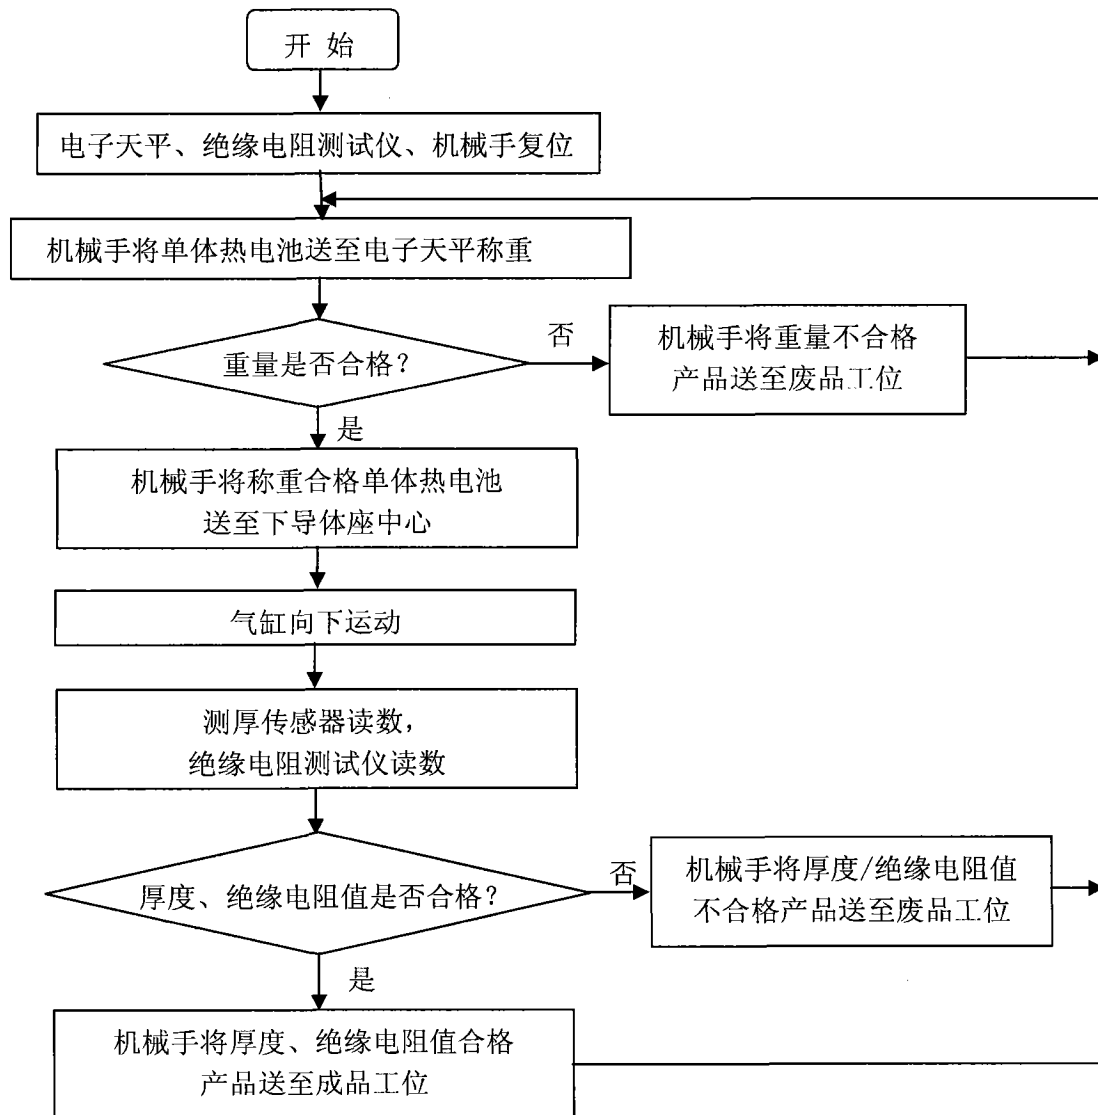 开 始
电子天平、绝缘电阻测试仪、机械手复位
机械手将单体热电池送至电子天平称重
重量是否合格?
否
机械手将重量不合格
产品送至废品工位
是
机械手将称重合格单体热电池
送至下导体座中心
气缸向下运动
测厚传感器读数，
绝缘电阻测试仪读数
厚度、绝缘电阻值是否合格?
否
机械手将厚度/绝缘电阻值
不合格产品送至废品工位
是
机械手将厚度、绝缘电阻值合格
产品送至成品工位